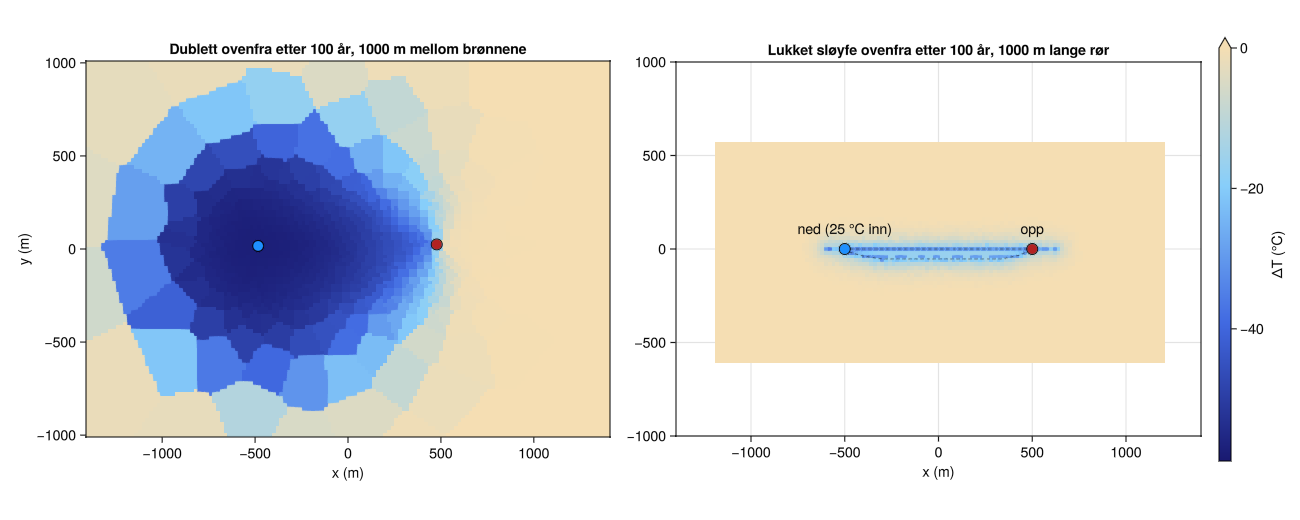 Dublett ovenfra etter 100 år, 1000 m mellom brønnene
1000
500
0
−500
−1000
y (m)
−1000
−500
0
500
1000
x (m)
Lukket sløyfe ovenfra etter 100 år, 1000 m lange rør
1000
500
0
−500
−1000
ned (25 °C inn)
opp
−1000
−500
0
500
1000
x (m)
0
−20
−40
ΔT (°C)